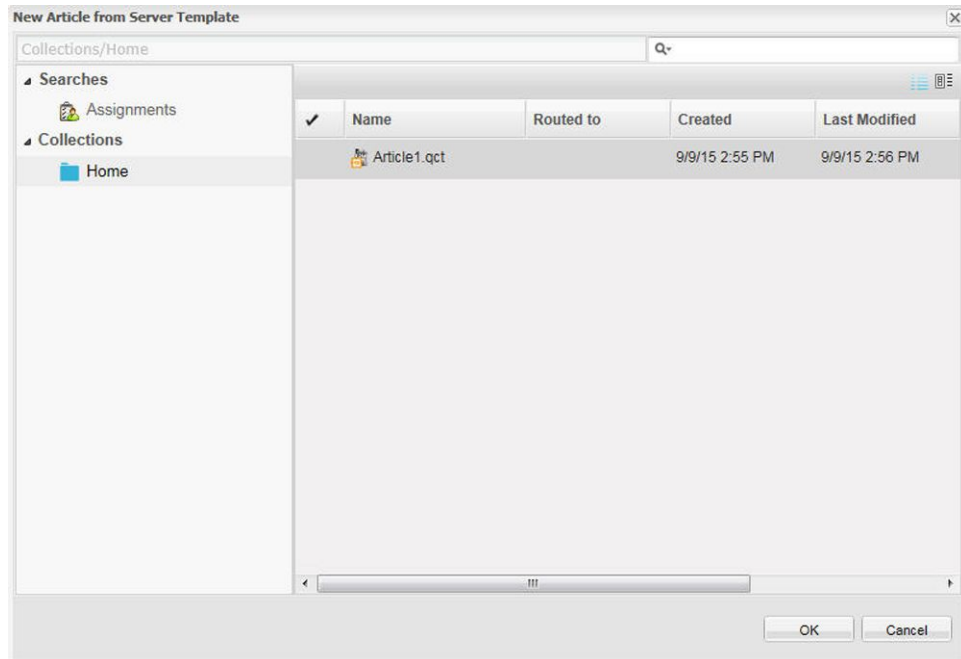 New Article from Server Template
Collections/Home
Searches
Assignments
Collections
Home
Name Routed to Created Last Modified
Article1.qct 9/9/15 2:55 PM 9/9/15 2:56 PM
OK Cancel